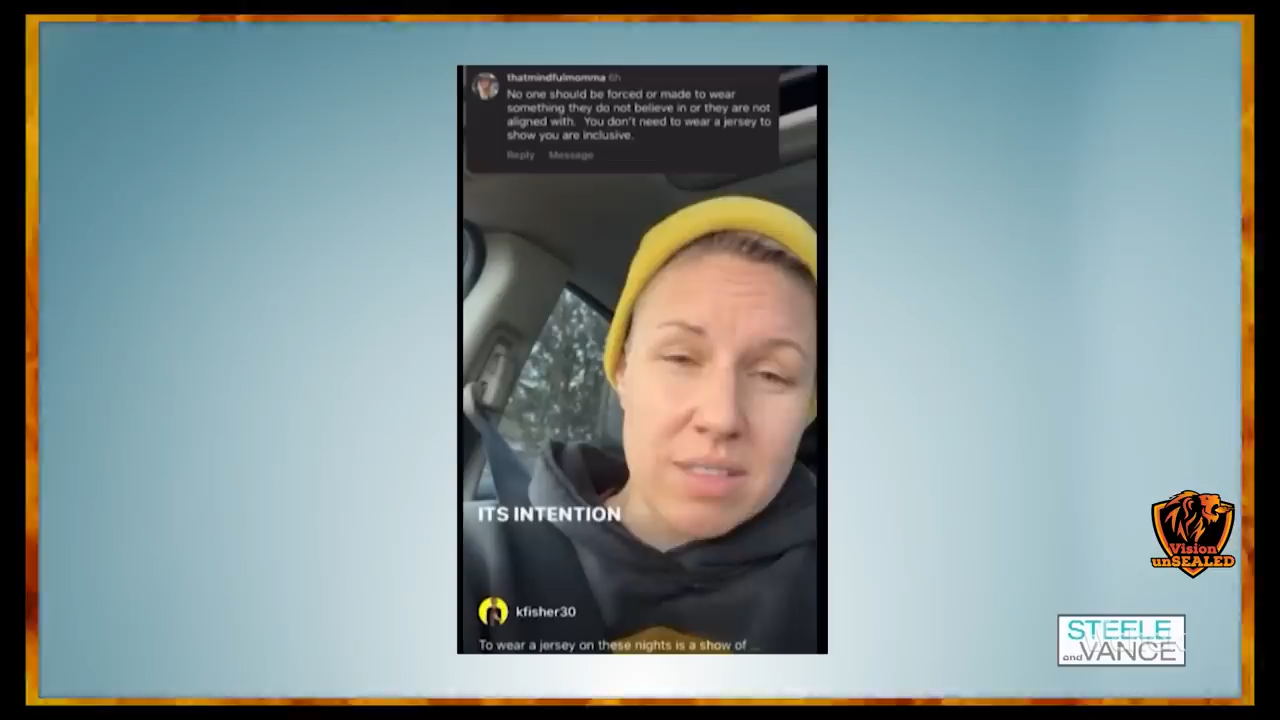 thatmindfulmomma 6h
No one should be forced or made to wear
something they do not believe in or they are not
aligned with. You don't need to wear a jersey to
show you are inclusive.
Reply Message
ITS INTENTION
kfisher30
To wear a jersey on these nights is a show of ...
Vision
unSEALED
STEELE
and VANCE